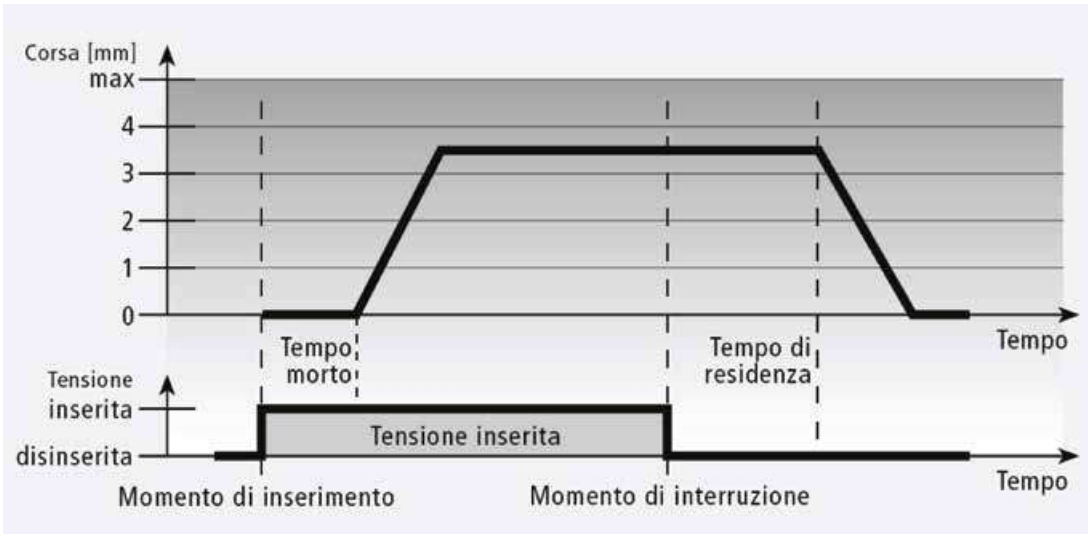 Corsa [mm]
max
4
3
2
1
0
Tempo
Tempo
morto
Tempo di
residenza
Tensione
inserita
disinserita
Tensione inserita
Tempo
Momento di inserimento
Momento di interruzione